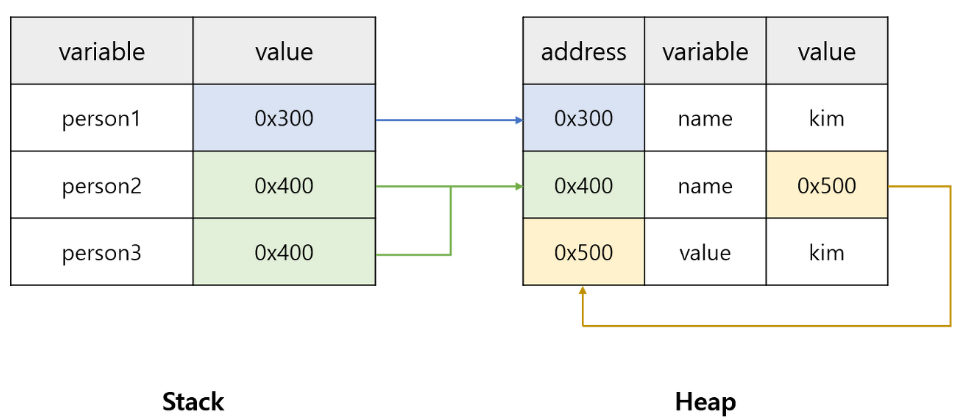 variable value address variable value
person1 0x300 0x300 name kim
person2 0x400 0x400 name 0x500
person3 0x400 0x500 value kim
Stack Heap